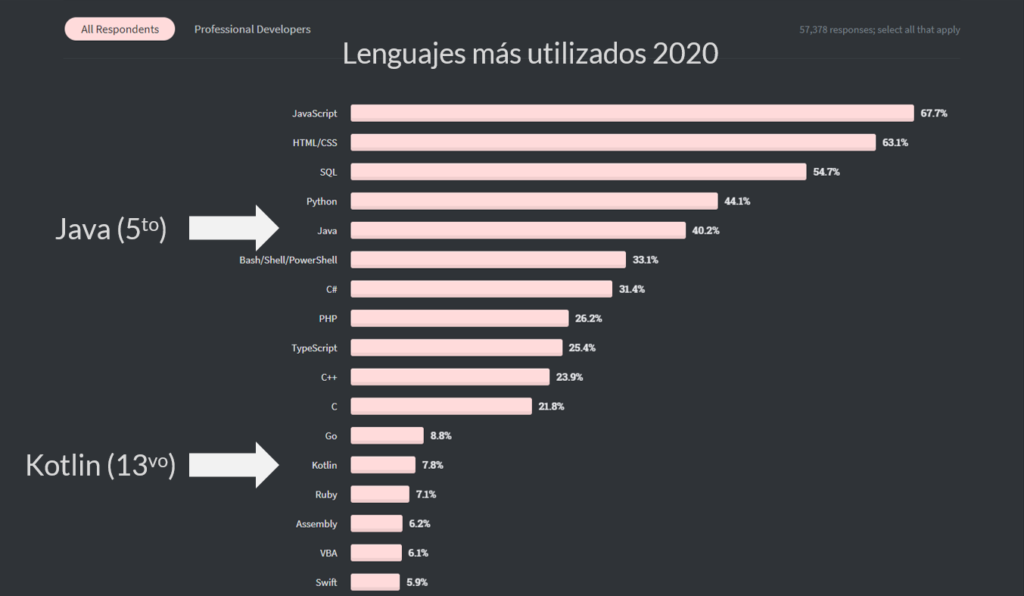 All Respondents
Professional Developers
57,378 responses; select all that apply
Lenguajes más utilizados 2020
JavaScript 67.7%
HTML/CSS 63.1%
SQL 54.7%
Python 44.1%
Java (5to)
Java 40.2%
Bash/Shell/PowerShell 33.1%
C# 31.4%
PHP 26.2%
TypeScript 25.4%
C++ 23.9%
C 21.8%
Go 8.8%
Kotlin (13vo)
Kotlin 7.8%
Ruby 7.1%
Assembly 6.2%
VBA 6.1%
Swift 5.9%